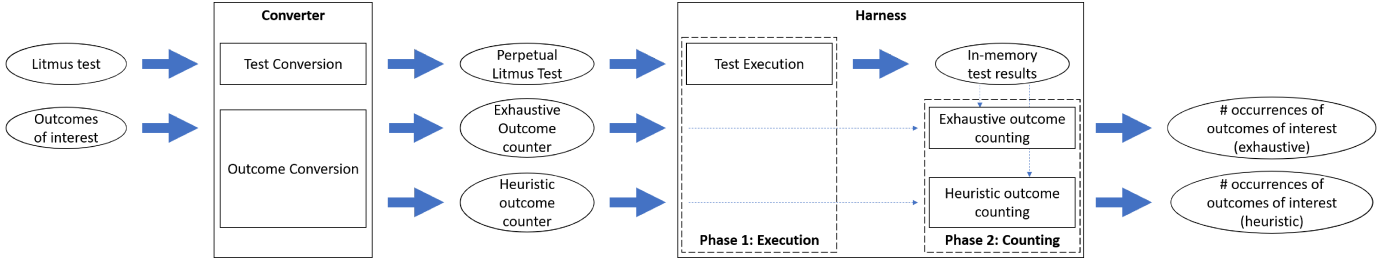 Converter
Harness
Litmus test
Test Conversion
Perpetual
Litmus Test
Test Execution
In-memory
test results
Outcomes
of interest
Outcome Conversion
Exhaustive
Outcome
counter
Exhaustive outcome
counting
# occurrences of
outcomes of interest
(exhaustive)
Heuristic
outcome
counter
Heuristic outcome
counting
# occurrences of
outcomes of interest
(heuristic)
Phase 1: Execution
Phase 2: Counting